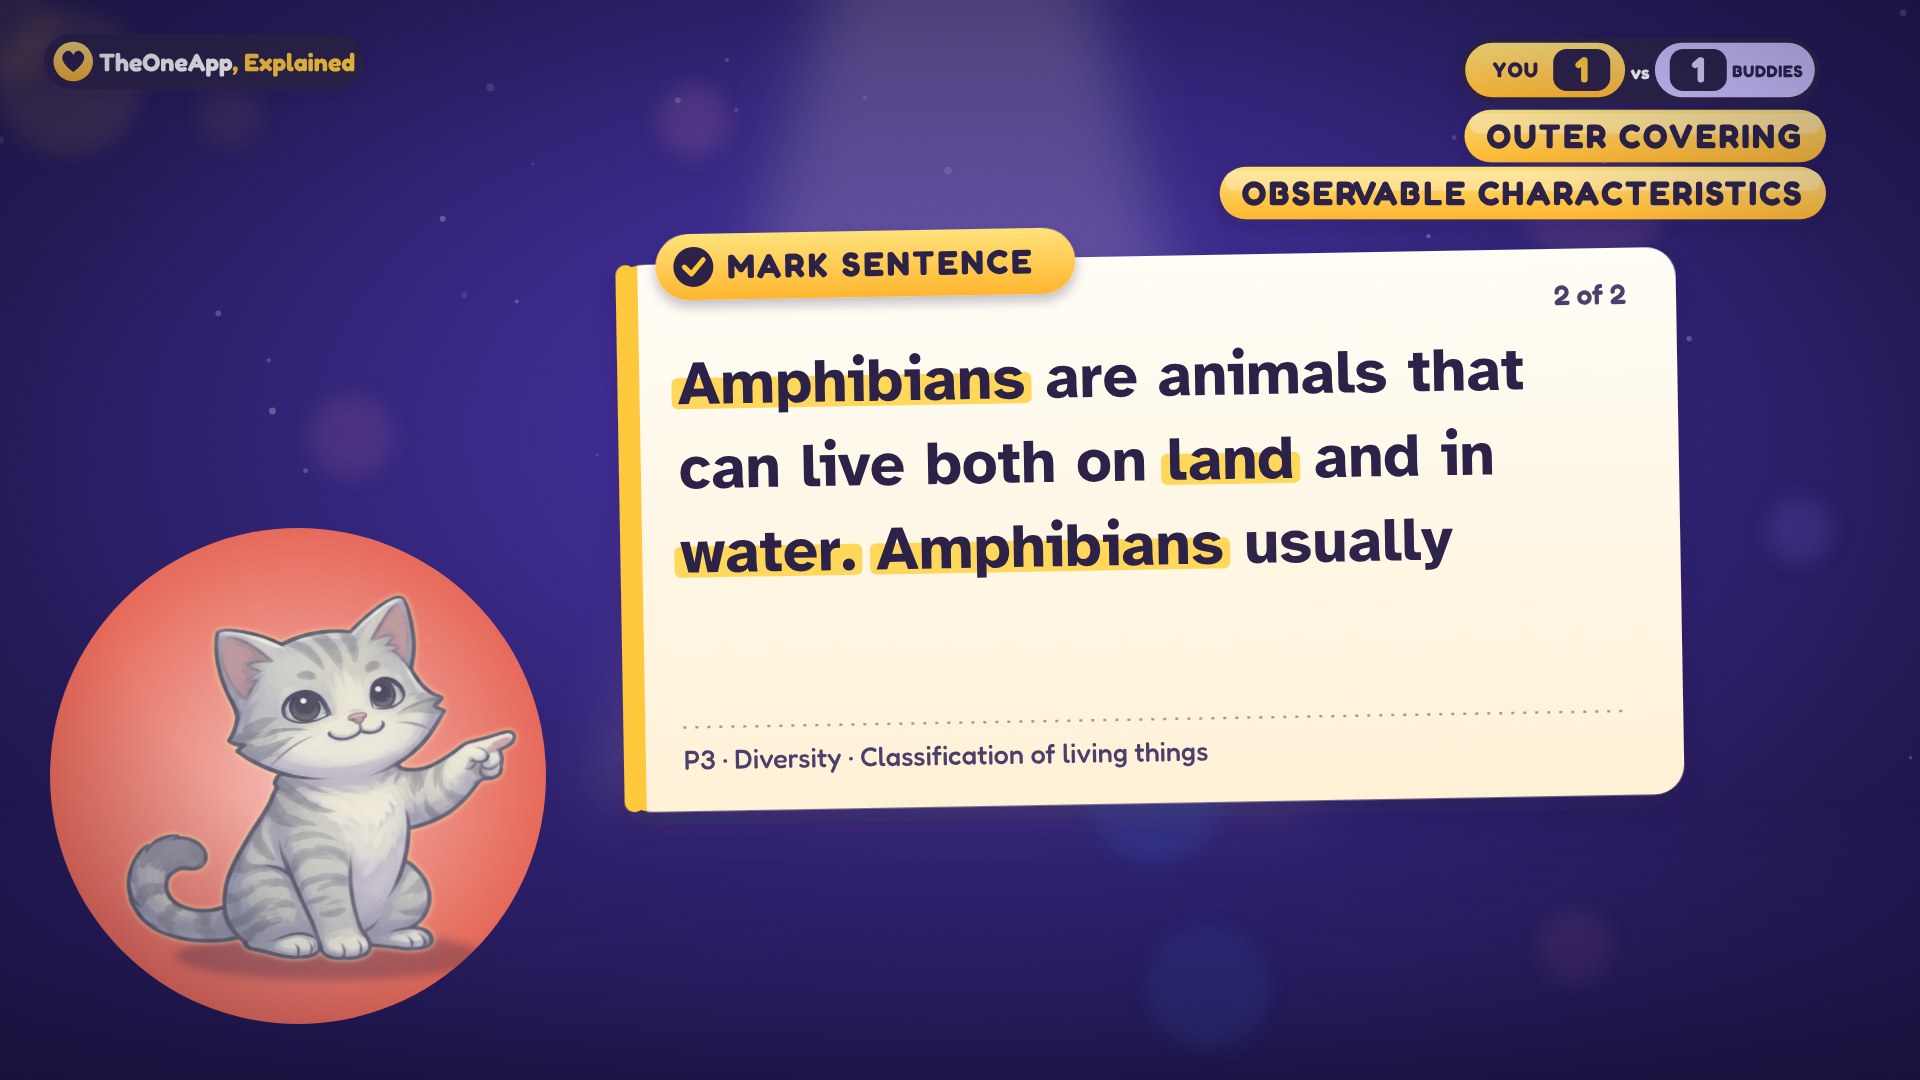 TheOneApp, Explained
YOU 1 vs 1 BUDDIES
OUTER COVERING
OBSERVABLE CHARACTERISTICS
MARK SENTENCE
2 of 2
Amphibians are animals that
can live both on land and in
water. Amphibians usually
P3 · Diversity · Classification of living things